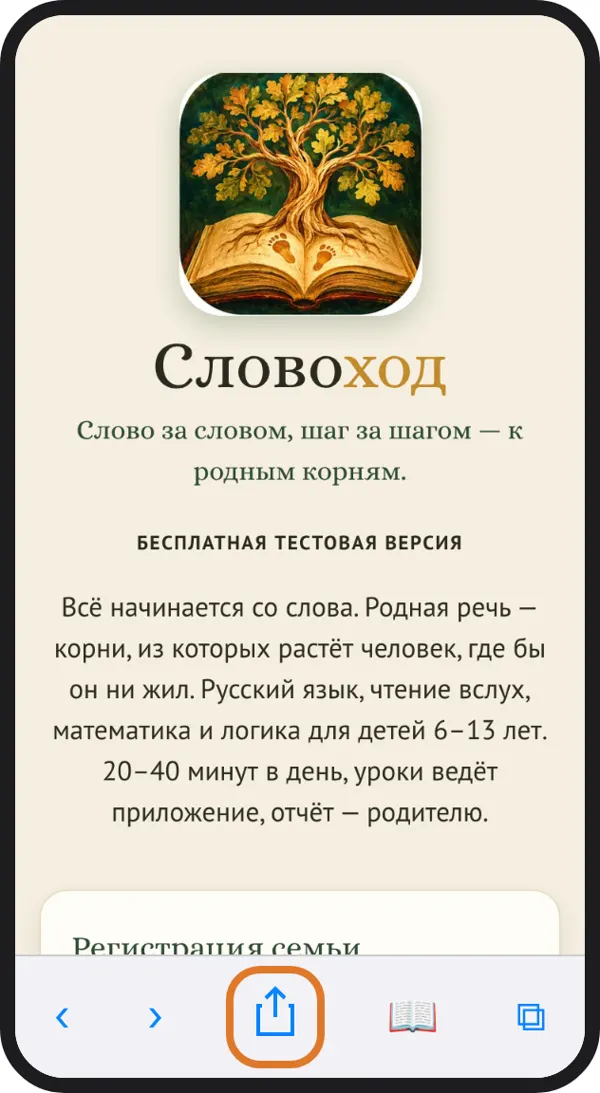 Словоход
Слово за словом, шаг за шагом — к
родным корням.
БЕСПЛАТНАЯ ТЕСТОВАЯ ВЕРСИЯ
Всё начинается со слова. Родная речь —
корни, из которых растёт человек, где бы
он ни жил. Русский язык, чтение вслух,
математика и логика для детей 6–13 лет.
20–40 минут в день, уроки ведёт
приложение, отчёт — родителю.
Регистрация семьи